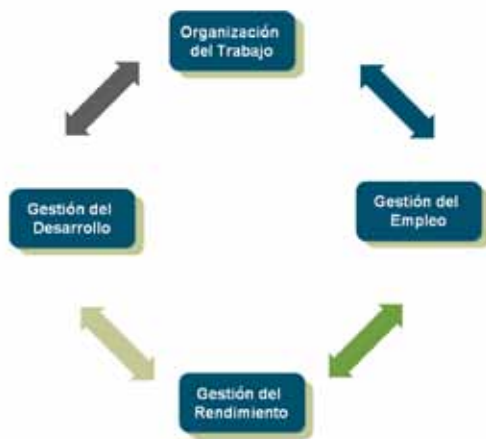 Organización
del Trabajo
Gestión del
Desarrollo
Gestión del
Empleo
Gestión del
Rendimiento